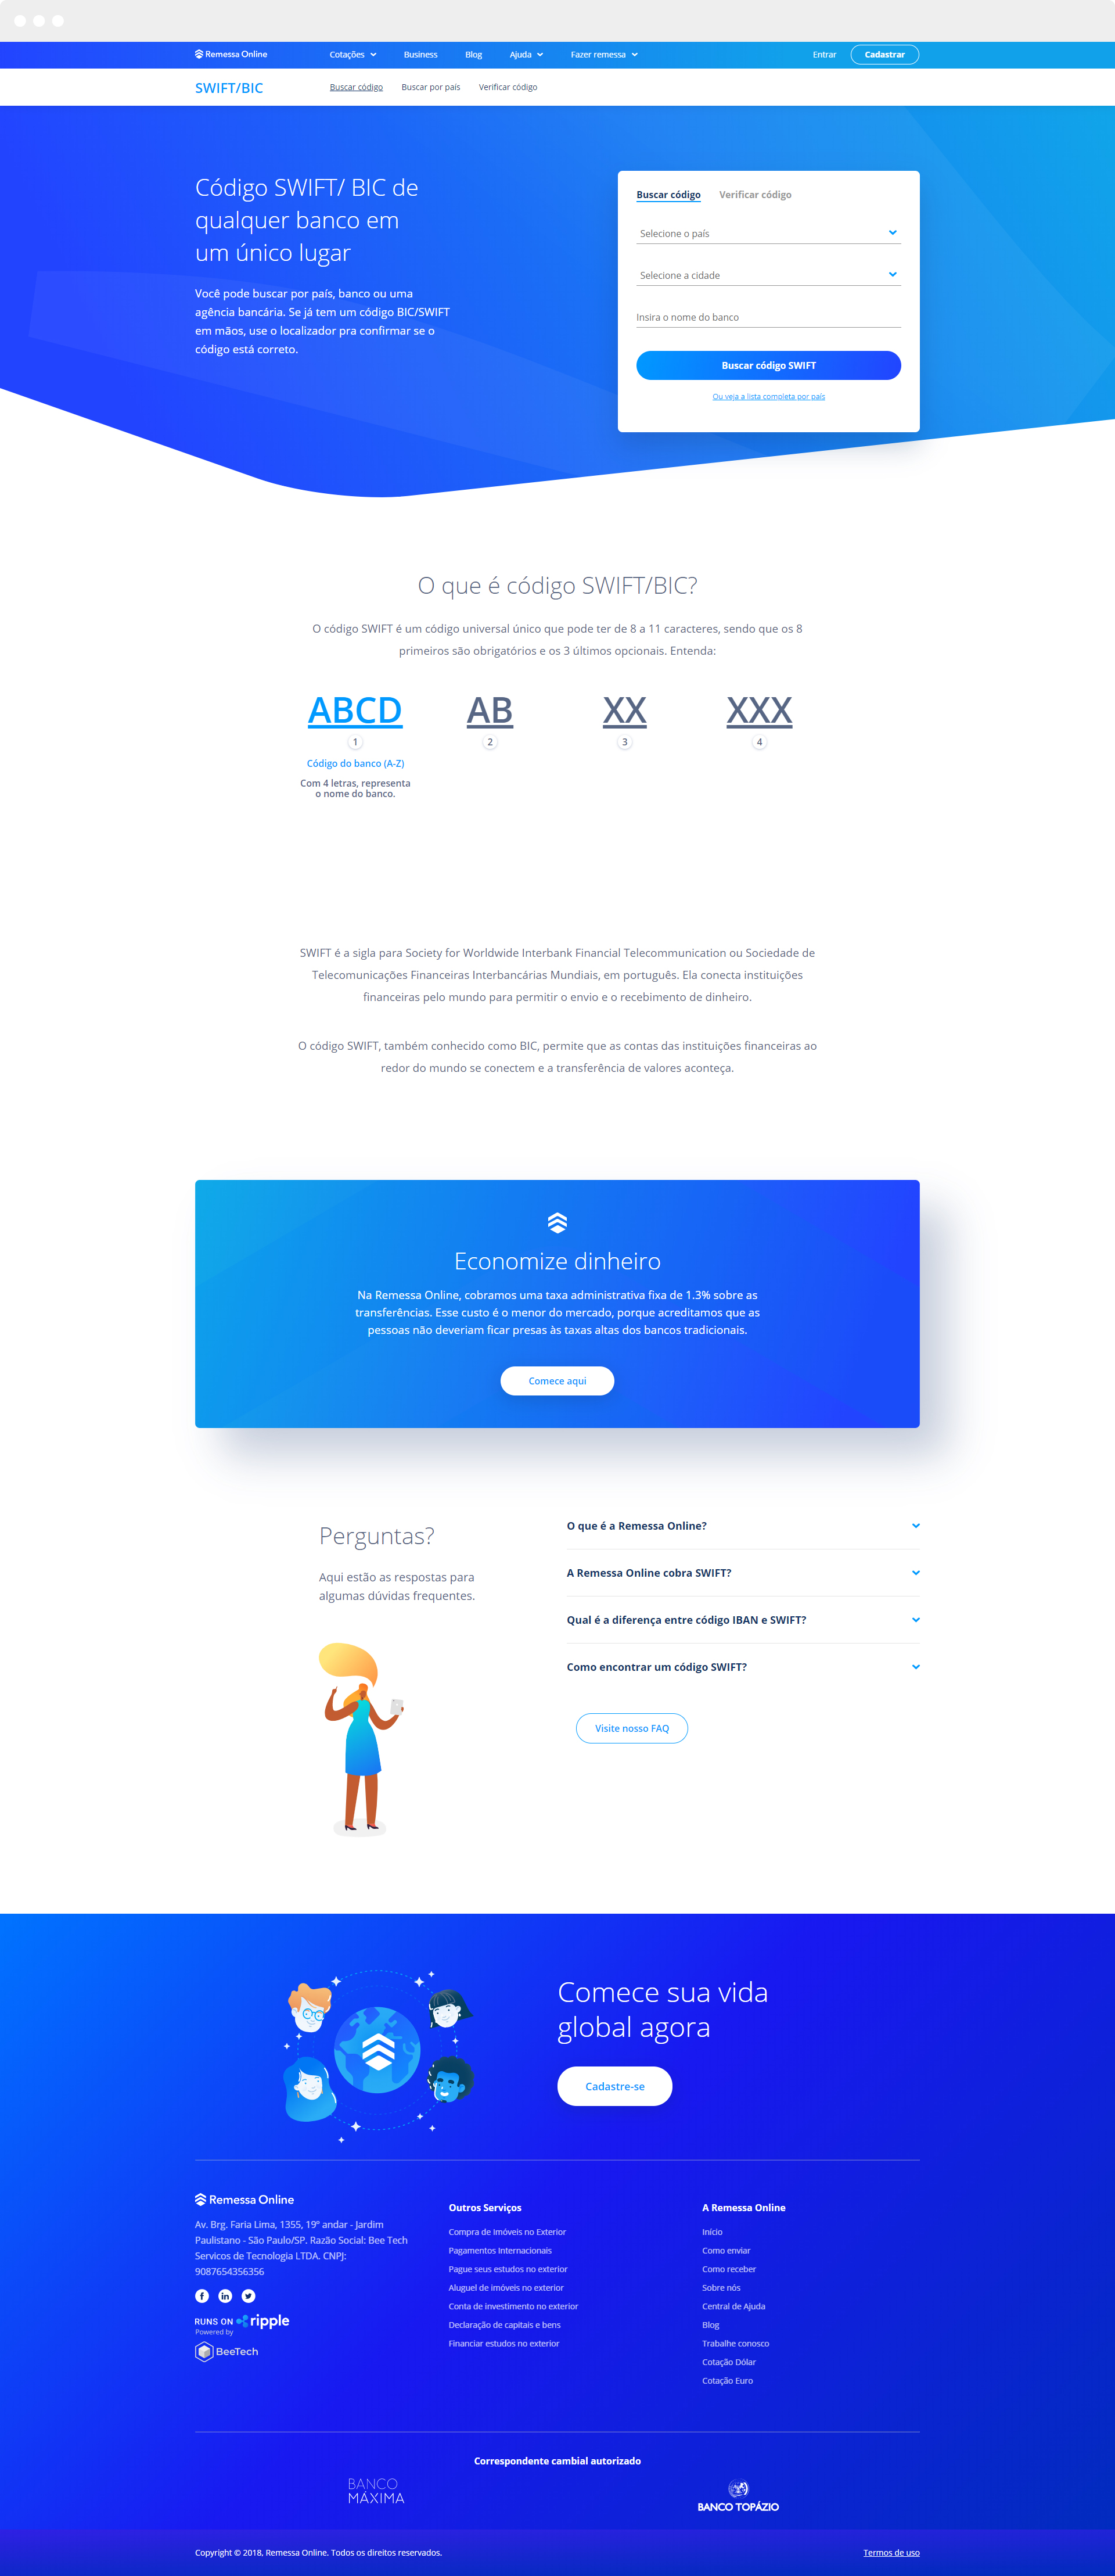 Remessa Online
Cotações
Business
Blog
Ajuda
Fazer remessa
Entrar
Cadastrar
SWIFT/BIC
Buscar código
Buscar por país
Verificar código
Código SWIFT/ BIC de
qualquer banco em
um único lugar
Você pode buscar por país, banco ou uma
agência bancária. Se já tem um código BIC/SWIFT
em mãos, use o localizador pra confirmar se o
código está correto.
Buscar código
Verificar código
Selecione o país
Selecione a cidade
Insira o nome do banco
Buscar código SWIFT
Ou veja a lista completa por país
O que é código SWIFT/BIC?
O código SWIFT é um código universal único que pode ter de 8 a 11 caracteres, sendo que os 8
primeiros são obrigatórios e os 3 últimos opcionais. Entenda:
ABCD
AB
XX
XXX
1
2
3
4
Código do banco (A-Z)
Com 4 letras, representa
o nome do banco.
SWIFT é a sigla para Society for Worldwide Interbank Financial Telecommunication ou Sociedade de
Telecomunicações Financeiras Interbancárias Mundiais, em português. Ela conecta instituições
financeiras pelo mundo para permitir o envio e o recebimento de dinheiro.
O código SWIFT, também conhecido como BIC, permite que as contas das instituições financeiras ao
redor do mundo se conectem e a transferência de valores aconteça.
Economize dinheiro
Na Remessa Online, cobramos uma taxa administrativa fixa de 1.3% sobre as
transferências. Esse custo é o menor do mercado, porque acreditamos que as
pessoas não deveriam ficar presas às taxas altas dos bancos tradicionais.
Comece aqui
Perguntas?
Aqui estão as respostas para
algumas dúvidas frequentes.
O que é a Remessa Online?
A Remessa Online cobra SWIFT?
Qual é a diferença entre código IBAN e SWIFT?
Como encontrar um código SWIFT?
Visite nosso FAQ
Comece sua vida
global agora
Cadastre-se
Remessa Online
Av. Brg. Faria Lima, 1355, 19º andar - Jardim
Paulistano - São Paulo/SP. Razão Social: Bee Tech
Servicos de Tecnologia LTDA. CNPJ:
9087654356356
RUNS ON ripple
Powered by
BeeTech
Outros Serviços
Compra de Imóveis no Exterior
Pagamentos Internacionais
Pague seus estudos no exterior
Aluguel de imóveis no exterior
Conta de investimento no exterior
Declaração de capitais e bens
Financiar estudos no exterior
A Remessa Online
Início
Como enviar
Como receber
Sobre nós
Central de Ajuda
Blog
Trabalhe conosco
Cotação Dólar
Cotação Euro
Correspondente cambial autorizado
BANCO
MÁXIMA
BANCO TOPÁZIO
Copyright © 2018, Remessa Online. Todos os direitos reservados.
Termos de uso